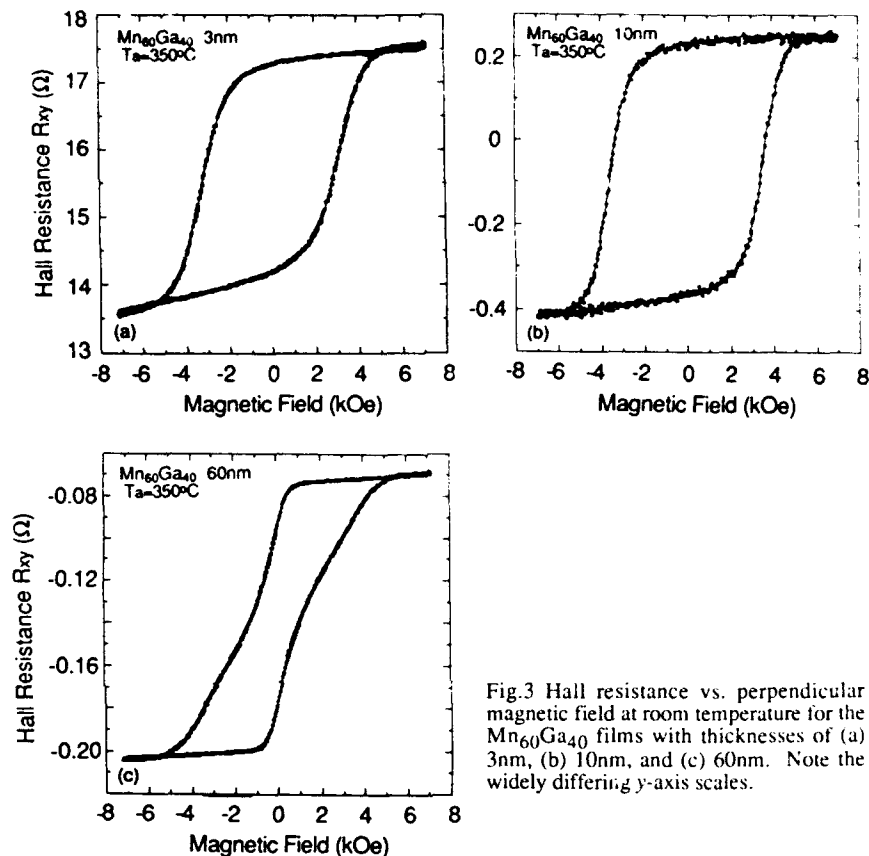 Mn60Ga40 3nm
Ta=350ºC
Hall Resistance Rxy (Ω)
18
17
16
15
14
13
(a)
-8 -6 -4 -2 0 2 4 6 8
Magnetic Field (kOe)
Mn60Ga40 10nm
Ta=350ºC
0.2
0
-0.2
-0.4
(b)
-8 -6 -4 -2 0 2 4 6 8
Magnetic Field (kOe)
Mn60Ga40 60nm
Ta=350ºC
Hall Resistance Rxy (Ω)
-0.08
-0.12
-0.16
-0.20
(c)
-8 -6 -4 -2 0 2 4 6 8
Magnetic Field (kOe)
Fig.3 Hall resistance vs. perpendicular
magnetic field at room temperature for the
Mn60Ga40 films with thicknesses of (a)
3nm, (b) 10nm, and (c) 60nm. Note the
widely differing y-axis scales.